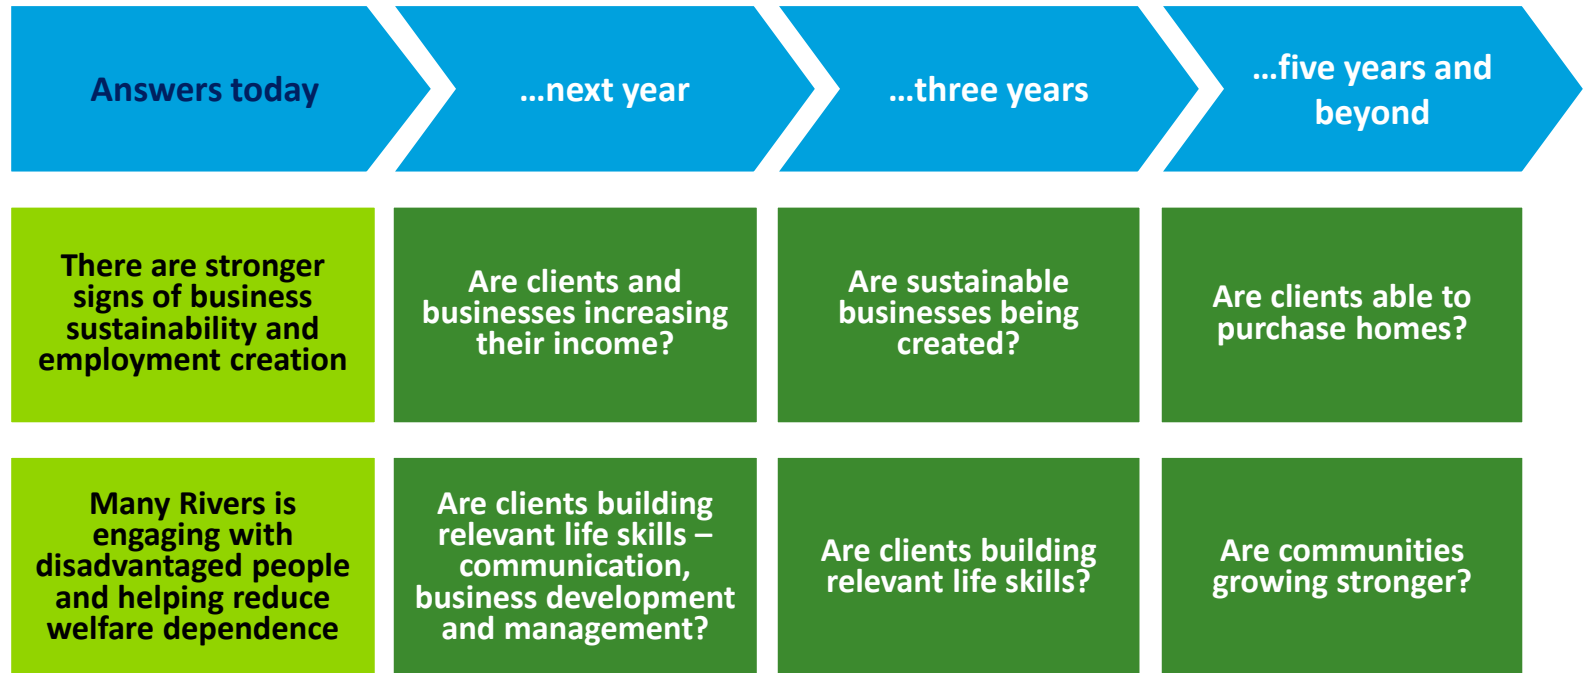 Answers today
...next year
...three years
...five years and
beyond
There are stronger
signs of business
sustainability and
employment creation
Are clients and
businesses increasing
their income?
Are sustainable
businesses being
created?
Are clients able to
purchase homes?
Many Rivers is
engaging with
disadvantaged people
and helping reduce
welfare dependence
Are clients building
relevant life skills –
communication,
business development
and management?
Are clients building
relevant life skills?
Are communities
growing stronger?